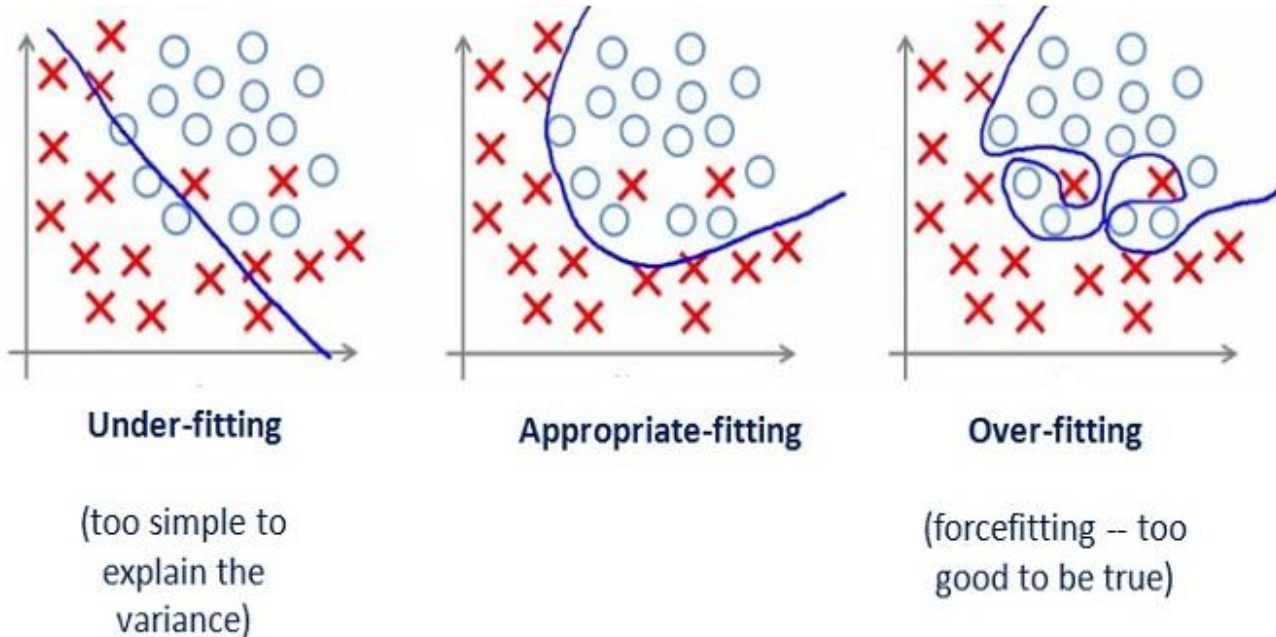 Under-fitting
Appropriate-fitting
Over-fitting
(too simple to
explain the
variance)
(forcefitting -- too
good to be true)